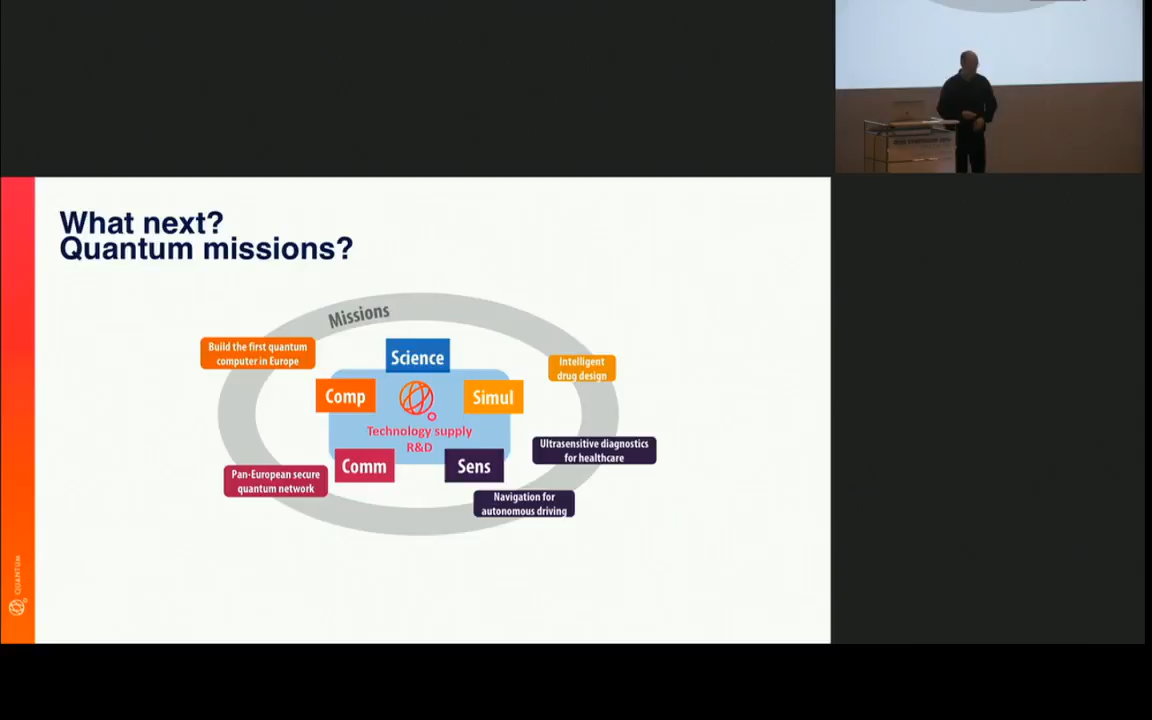 What next?
Quantum missions?
Missions
Build the first quantum
computer in Europe
Science
Intelligent
drug design
Comp
Simul
Technology supply
R&D
Ultrasensitive diagnostics
for healthcare
Comm
Sens
Pan-European secure
quantum network
Navigation for
autonomous driving
QUANTUM